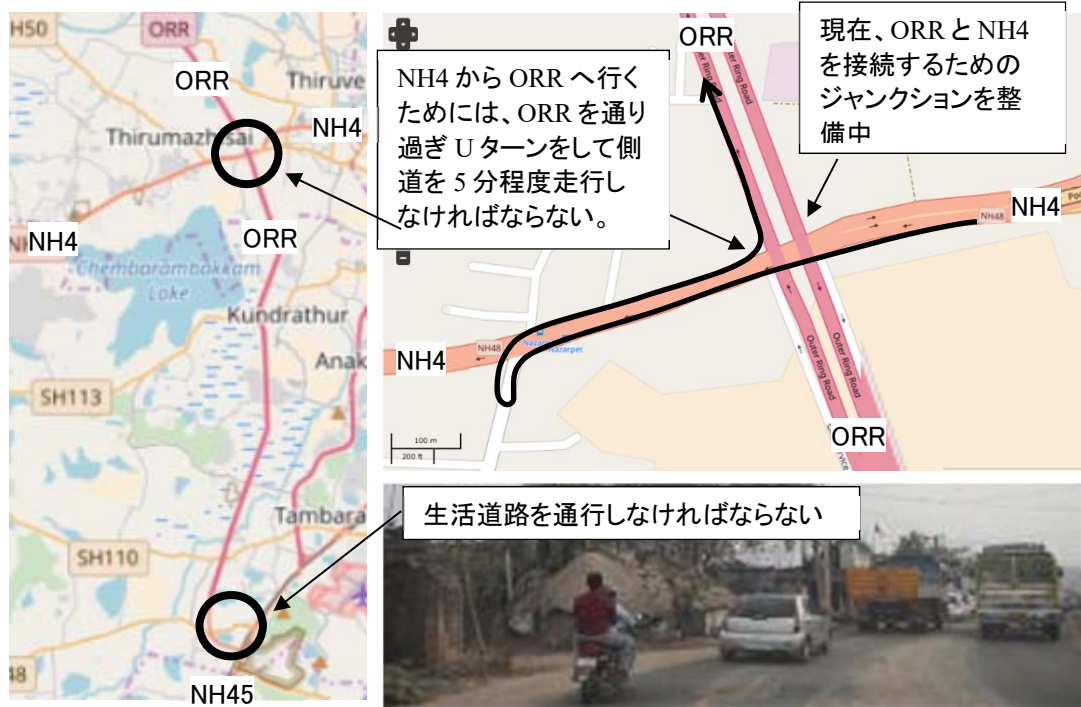 H50
ORR
ORR
Thiruve
Thirumazhisai
NH4
NH4
ORR
Chembarambakkam
Lake
Kundrathur
Anak
SH113
Tambara
SH110
48
NH45
NH4 から ORR へ行く
ためには、ORR を通り
過ぎ U ターンをして側
道を 5 分程度走行し
なければならない。
ORR
現在、ORR と NH4
を接続するための
ジャンクションを整
備中
Outer Ring Road
NH4
NH48
NH48
NH4
Nazarpet
Outer Ring Road
Outer Ring Road
ORR
100 m
200 ft
生活道路を通行しなければならない